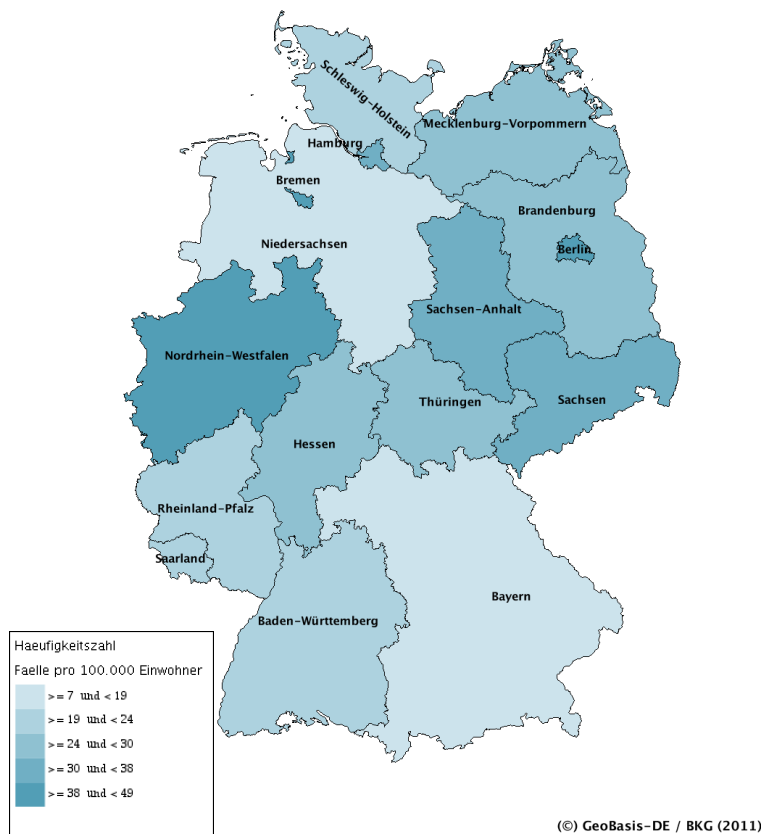 Schleswig-Holstein
Mecklenburg-Vorpommern
Hamburg
Bremen
Brandenburg
Niedersachsen
Berlin
Sachsen-Anhalt
Nordrhein-Westfalen
Thüringen
Sachsen
Hessen
Rheinland-Pfalz
Saarland
Bayern
Baden-Württemberg
Haeufigkeitszahl
Faelle pro 100.000 Einwohner
>= 7 und < 19
>= 19 und < 24
>= 24 und < 30
>= 30 und < 38
>= 38 und < 49
(©) GeoBasis-DE / BKG (2011)